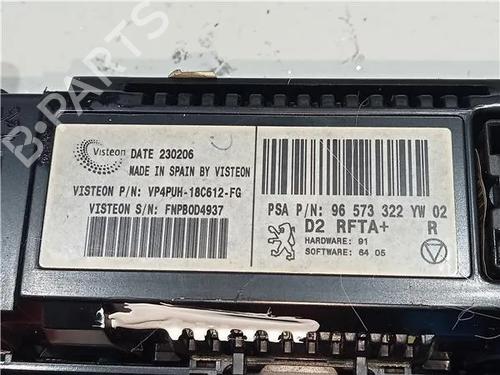 B-Parts
Visteon
DATE 230206
MADE IN SPAIN BY VISTEON
VISTEON P/N: VP4PUH-18C612-FG
VISTEON S/N: FNPB0D4937
PSA P/N: 96 573 322 YW 02
D2 RFTA+ R
HARDWARE: 91
SOFTWARE: 64 05